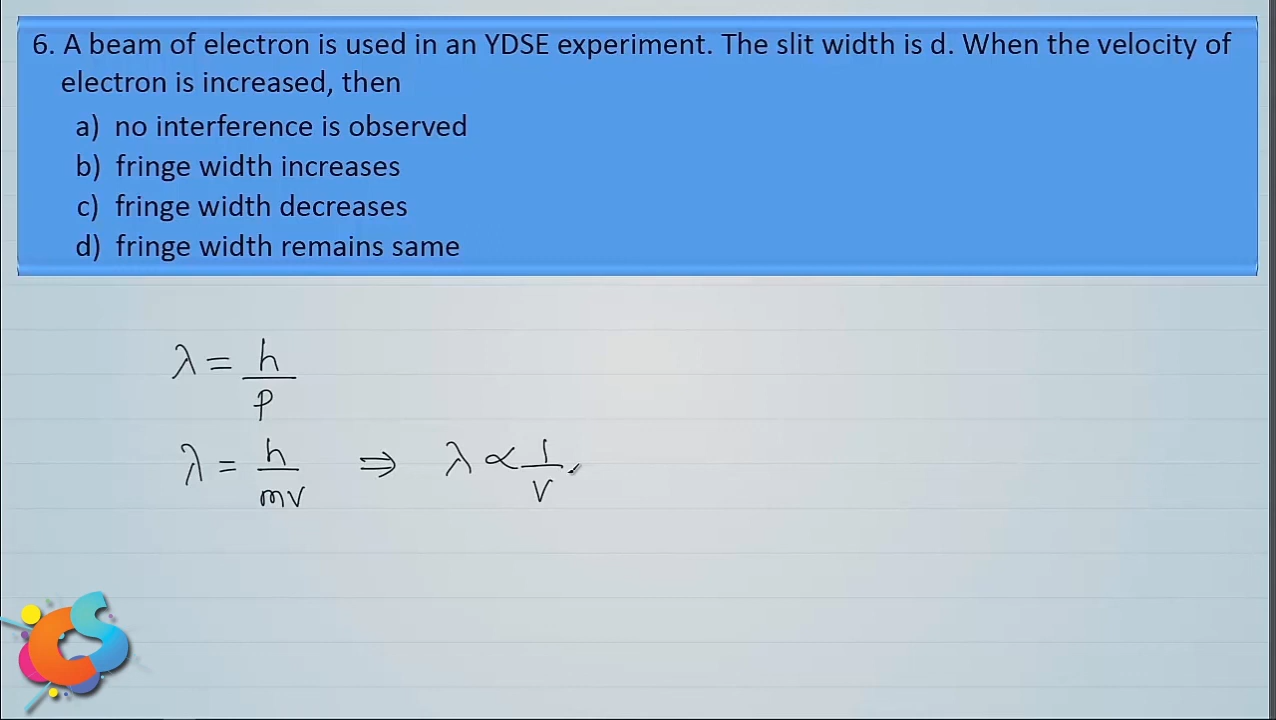 6. A beam of electron is used in an YDSE experiment. The slit width is d. When the velocity of
electron is increased, then
a) no interference is observed
b) fringe width increases
c) fringe width decreases
d) fringe width remains same
λ = h/p
λ = h/mv ⇒ λ ∝ 1/v
CS